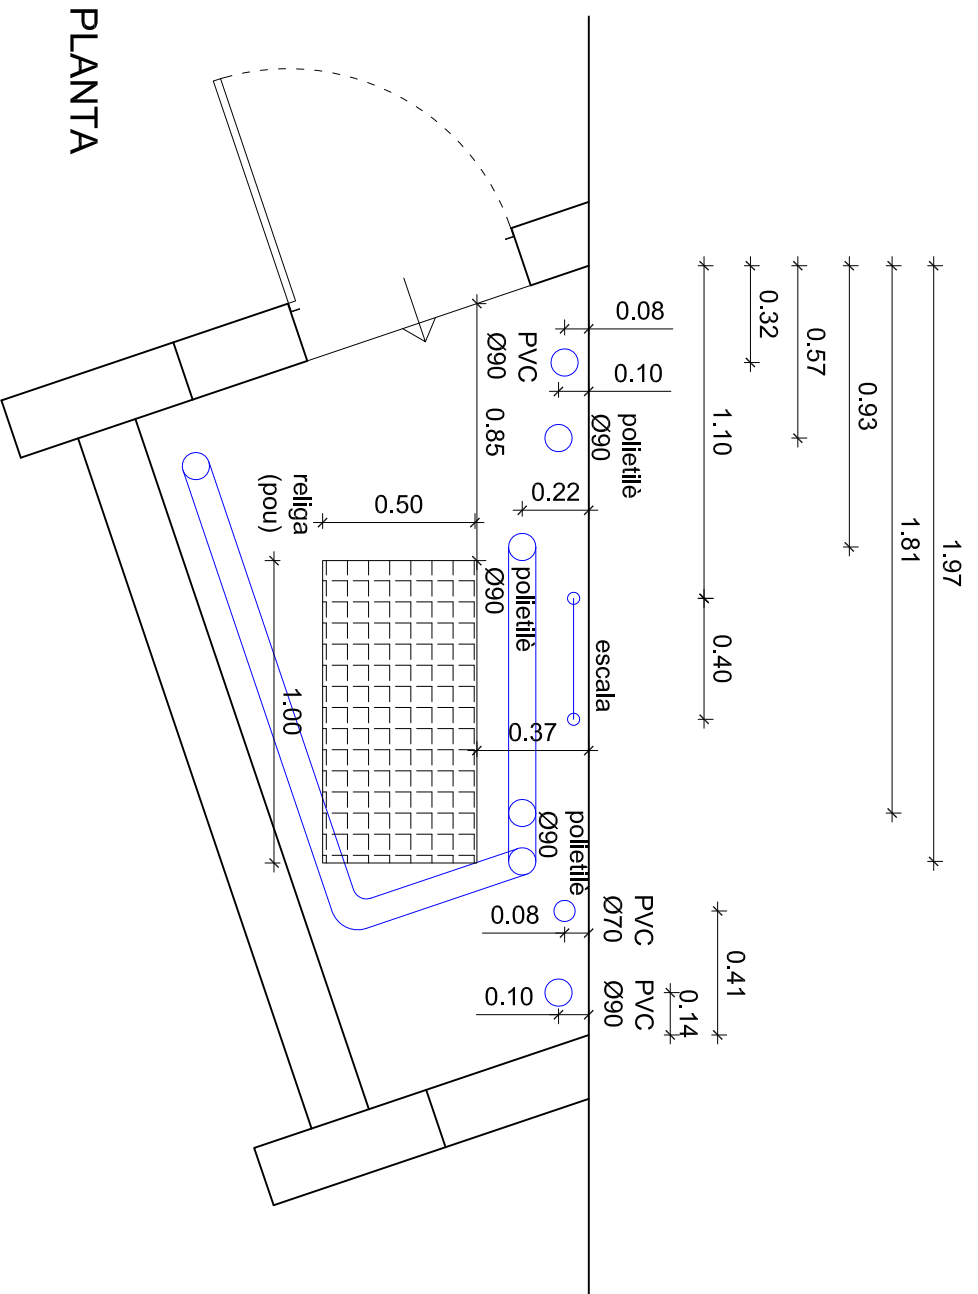 PLANTA
1.97
1.81
0.93
0.57
0.32
1.10
0.40
0.41
0.14
0.08
0.10
0.22
0.37
0.08
0.10
PVC
Ø90
polietilè
Ø90
escala
polietilè
Ø90
polietilè
Ø90
PVC
Ø70
PVC
Ø90
0.85
0.50
1.00
religa
(pou)